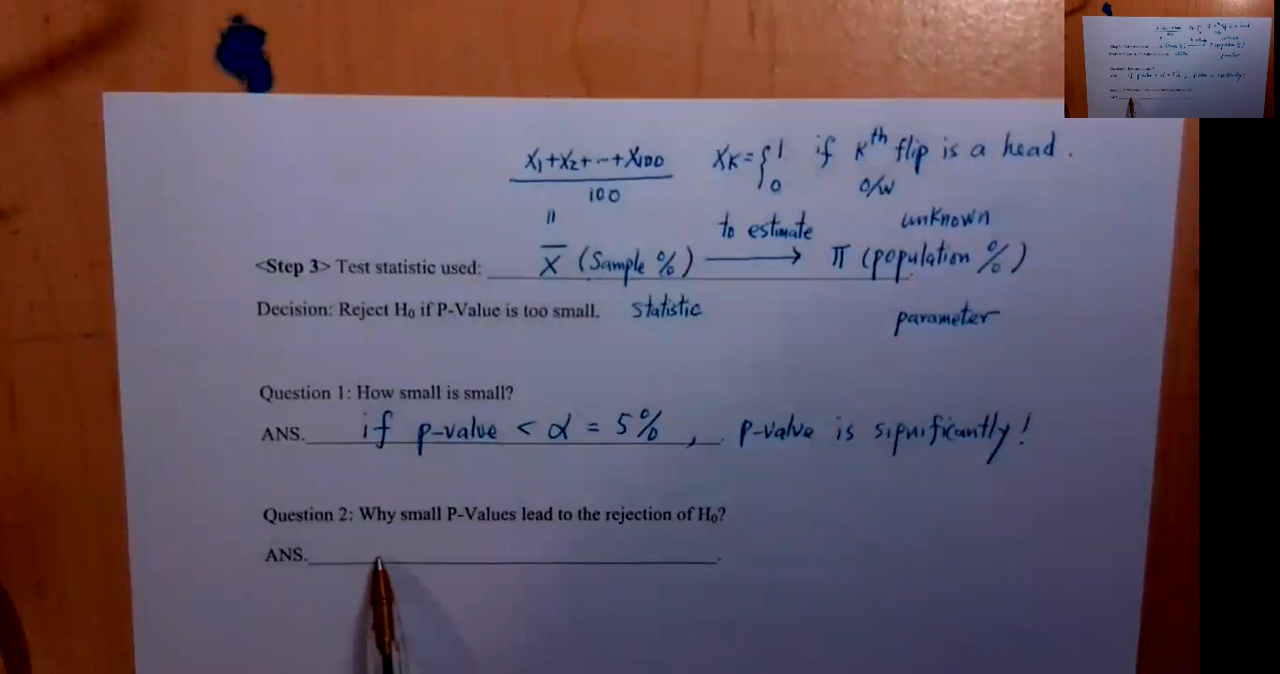 X1+X2+---+X100 XK={1 if Kth flip is a head.
100 0 o/w
"
to estimate unknown
<Step 3> Test statistic used: X̄ (Sample %) ⟶ π (population %)
Decision: Reject H0 if P-Value is too small. statistic parameter
Question 1: How small is small?
ANS. if p-value < α = 5%, p-value is significantly!
Question 2: Why small P-Values lead to the rejection of H0?
ANS.